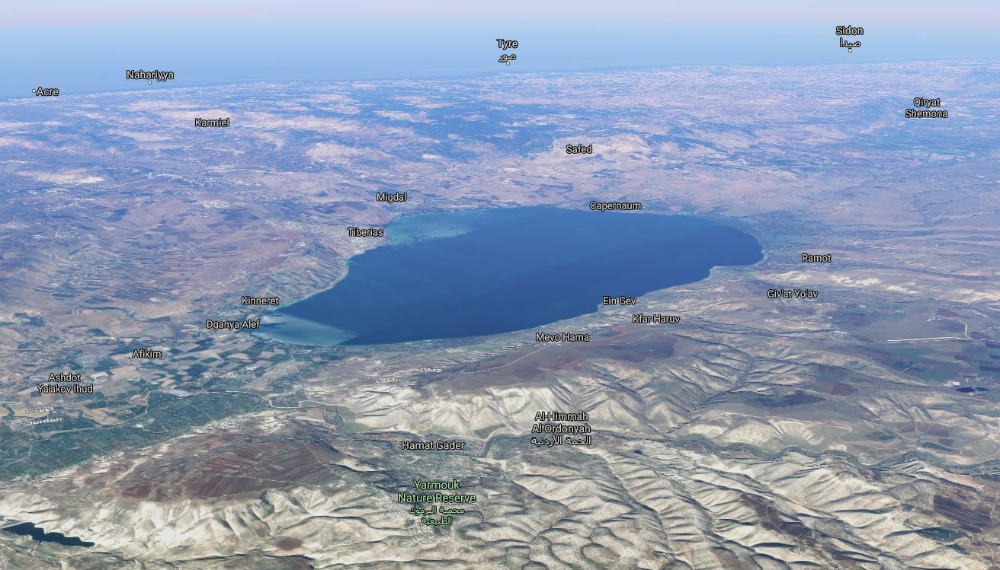 Sidon
صيدا
Tyre
صور
Nahariyya
Acre
Qiryat
Shemona
Karmiel
Safed
Migdal
Capernaum
Tiberias
Ramot
Giv'at Yo'av
Kinneret
Ein Gev
Kfar Haruv
Dganya Alef
Mevo Hama
Afikim
Ashdot
Ya'akov Ihud
Jordan
Al-Himmah
Al-Ordonyah
الحمة الأردنية
Hamat Gader
Yarmouk
Nature Reserve
محمية اليرموك
الطبيعية